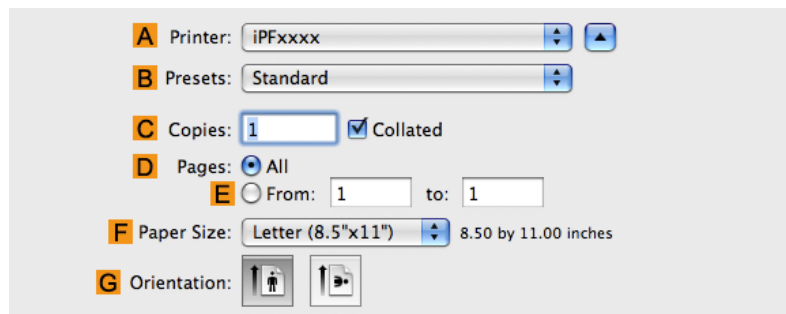 A Printer: iPFxxxx
B Presets: Standard
C Copies: 1 Collated
D Pages: All
E From: 1 to: 1
F Paper Size: Letter (8.5"x11") 8.50 by 11.00 inches
G Orientation: